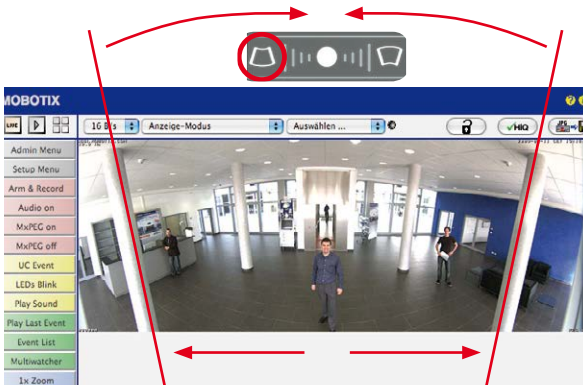 MOBOTIX
LIVE
16 B/s
Anzeige-Modus
Auswählen ...
HIQ
Admin Menu
Setup Menu
Arm & Record
Audio on
MxPEG on
MxPEG off
UC Event
LEDs Blink
Play Sound
Play Last Event
Event List
Multiwatcher
1x Zoom